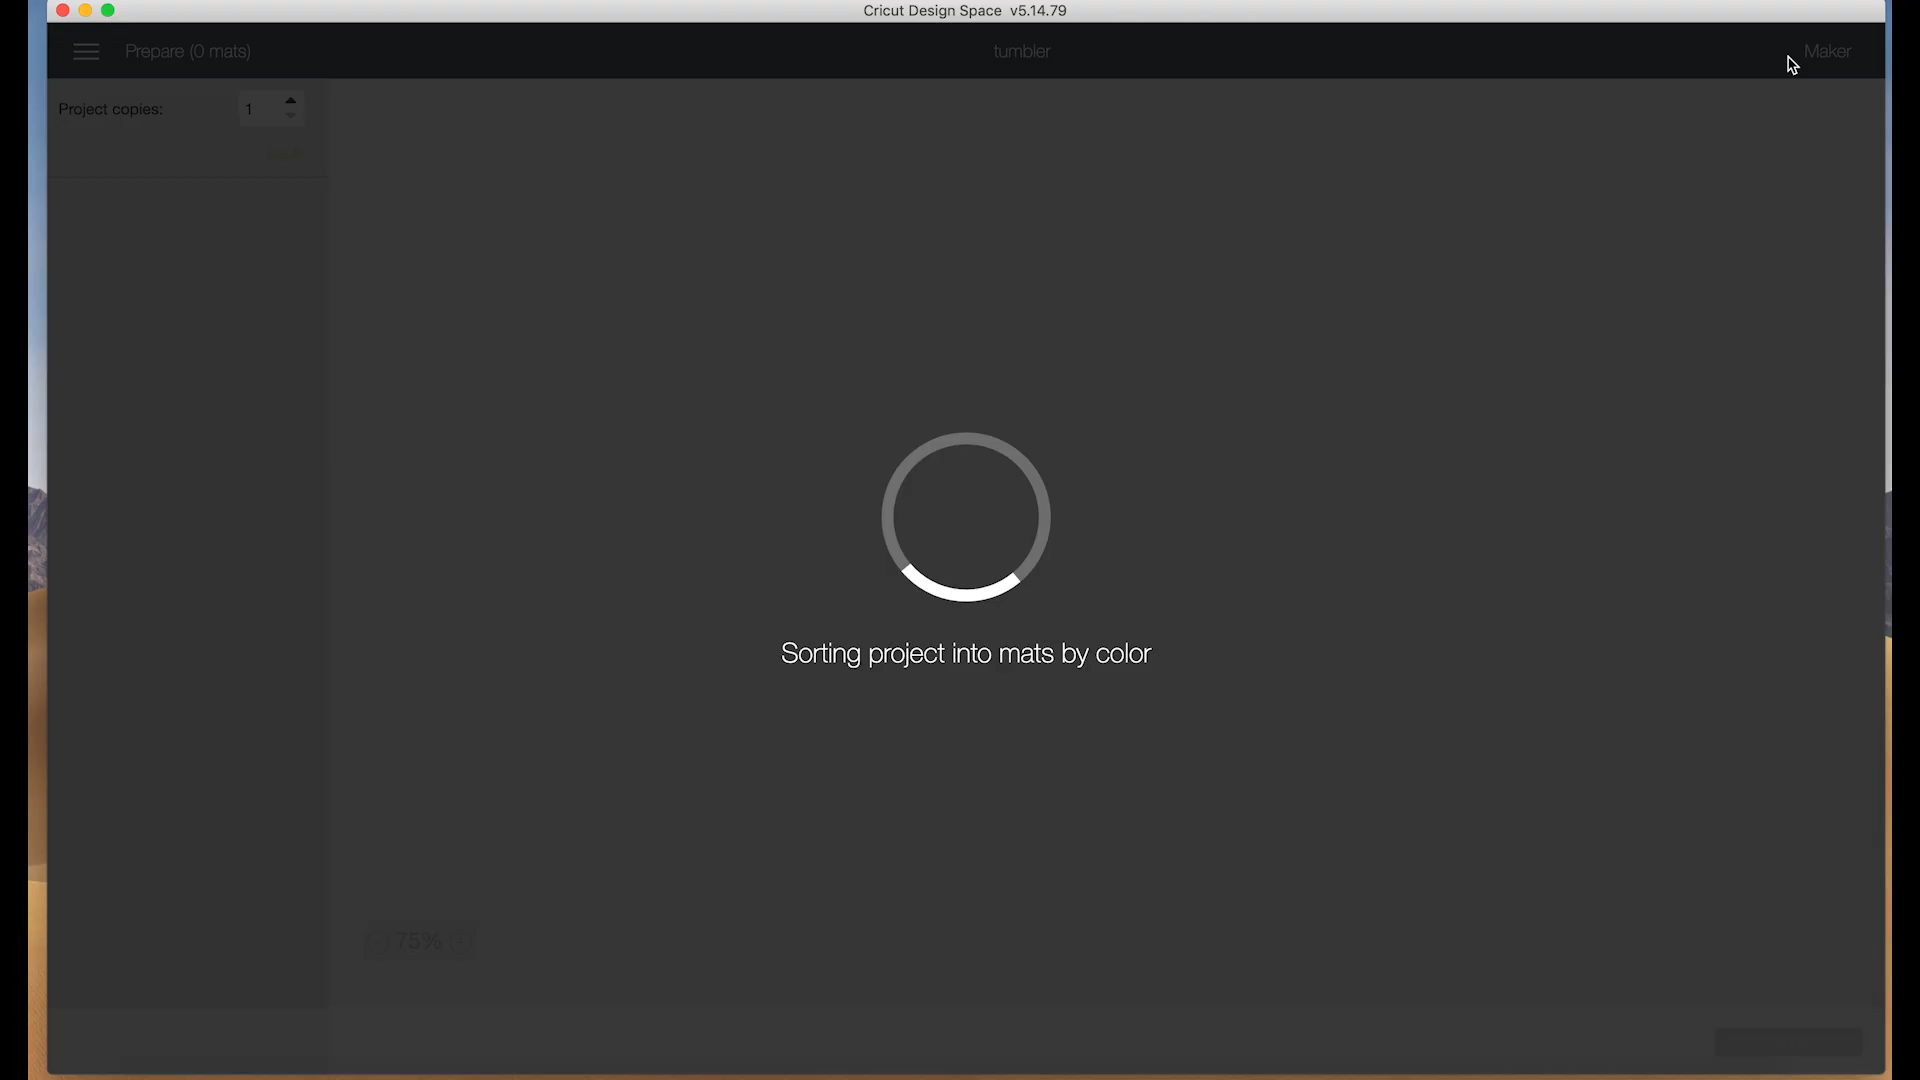 Cricut Design Space v5.14.79
Prepare (0 mats)
tumbler
Maker
Project copies:
1
Sorting project into mats by color
75%